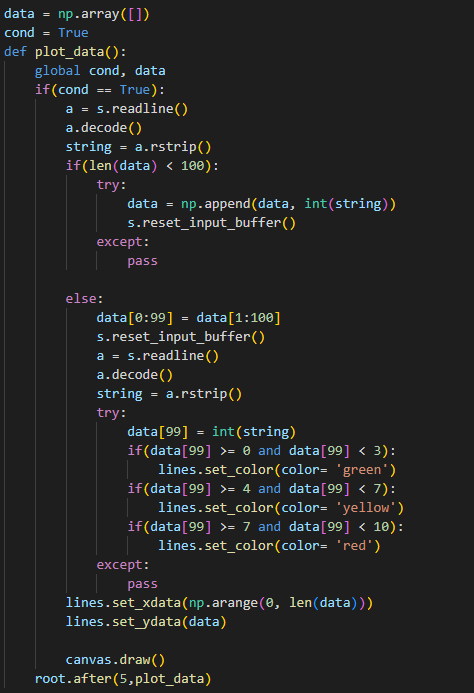 data = np.array([])
cond = True
def plot_data():
    global cond, data
    if(cond == True):
        a = s.readline()
        a.decode()
        string = a.rstrip()
        if(len(data) < 100):
            try:
                data = np.append(data, int(string))
                s.reset_input_buffer()
            except:
                pass

        else:
            data[0:99] = data[1:100]
            s.reset_input_buffer()
            a = s.readline()
            a.decode()
            string = a.rstrip()
            try:
                data[99] = int(string)
                if(data[99] >= 0 and data[99] < 3):
                    lines.set_color(color= 'green')
                if(data[99] >= 4 and data[99] < 7):
                    lines.set_color(color= 'yellow')
                if(data[99] >= 7 and data[99] < 10):
                    lines.set_color(color= 'red')
            except:
                pass
        lines.set_xdata(np.arange(0, len(data)))
        lines.set_ydata(data)

        canvas.draw()
    root.after(5,plot_data)